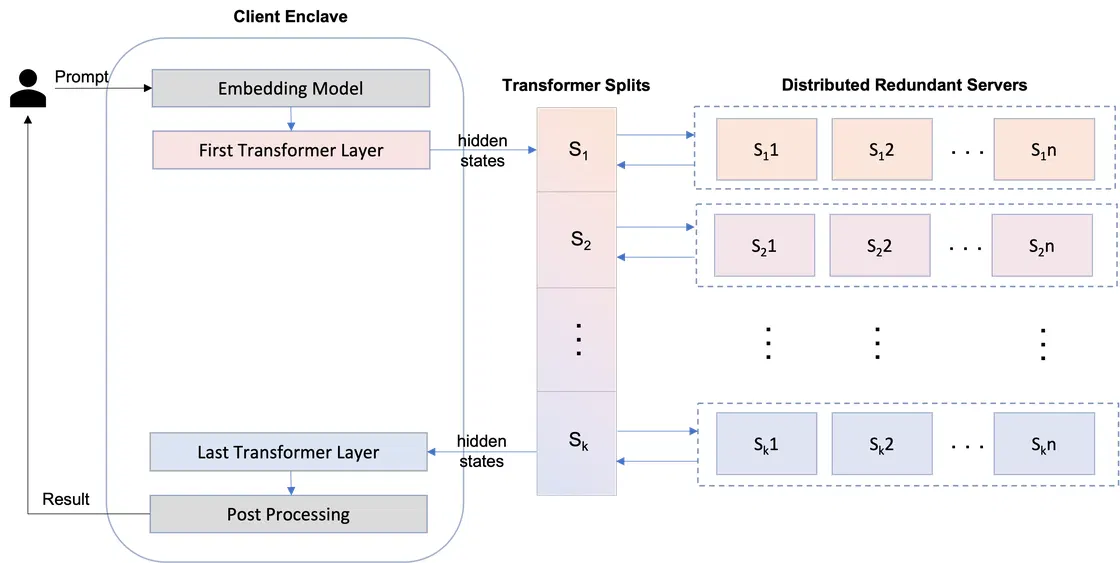 Client Enclave
Prompt
Embedding Model
First Transformer Layer
hidden
states
Last Transformer Layer
hidden
states
Post Processing
Result
Transformer Splits
S₁
S₂
⋮
Sₖ
Distributed Redundant Servers
S₁1 S₁2 . . . S₁n
S₂1 S₂2 . . . S₂n
⋮ ⋮ ⋮
Sₖ1 Sₖ2 . . . Sₖn